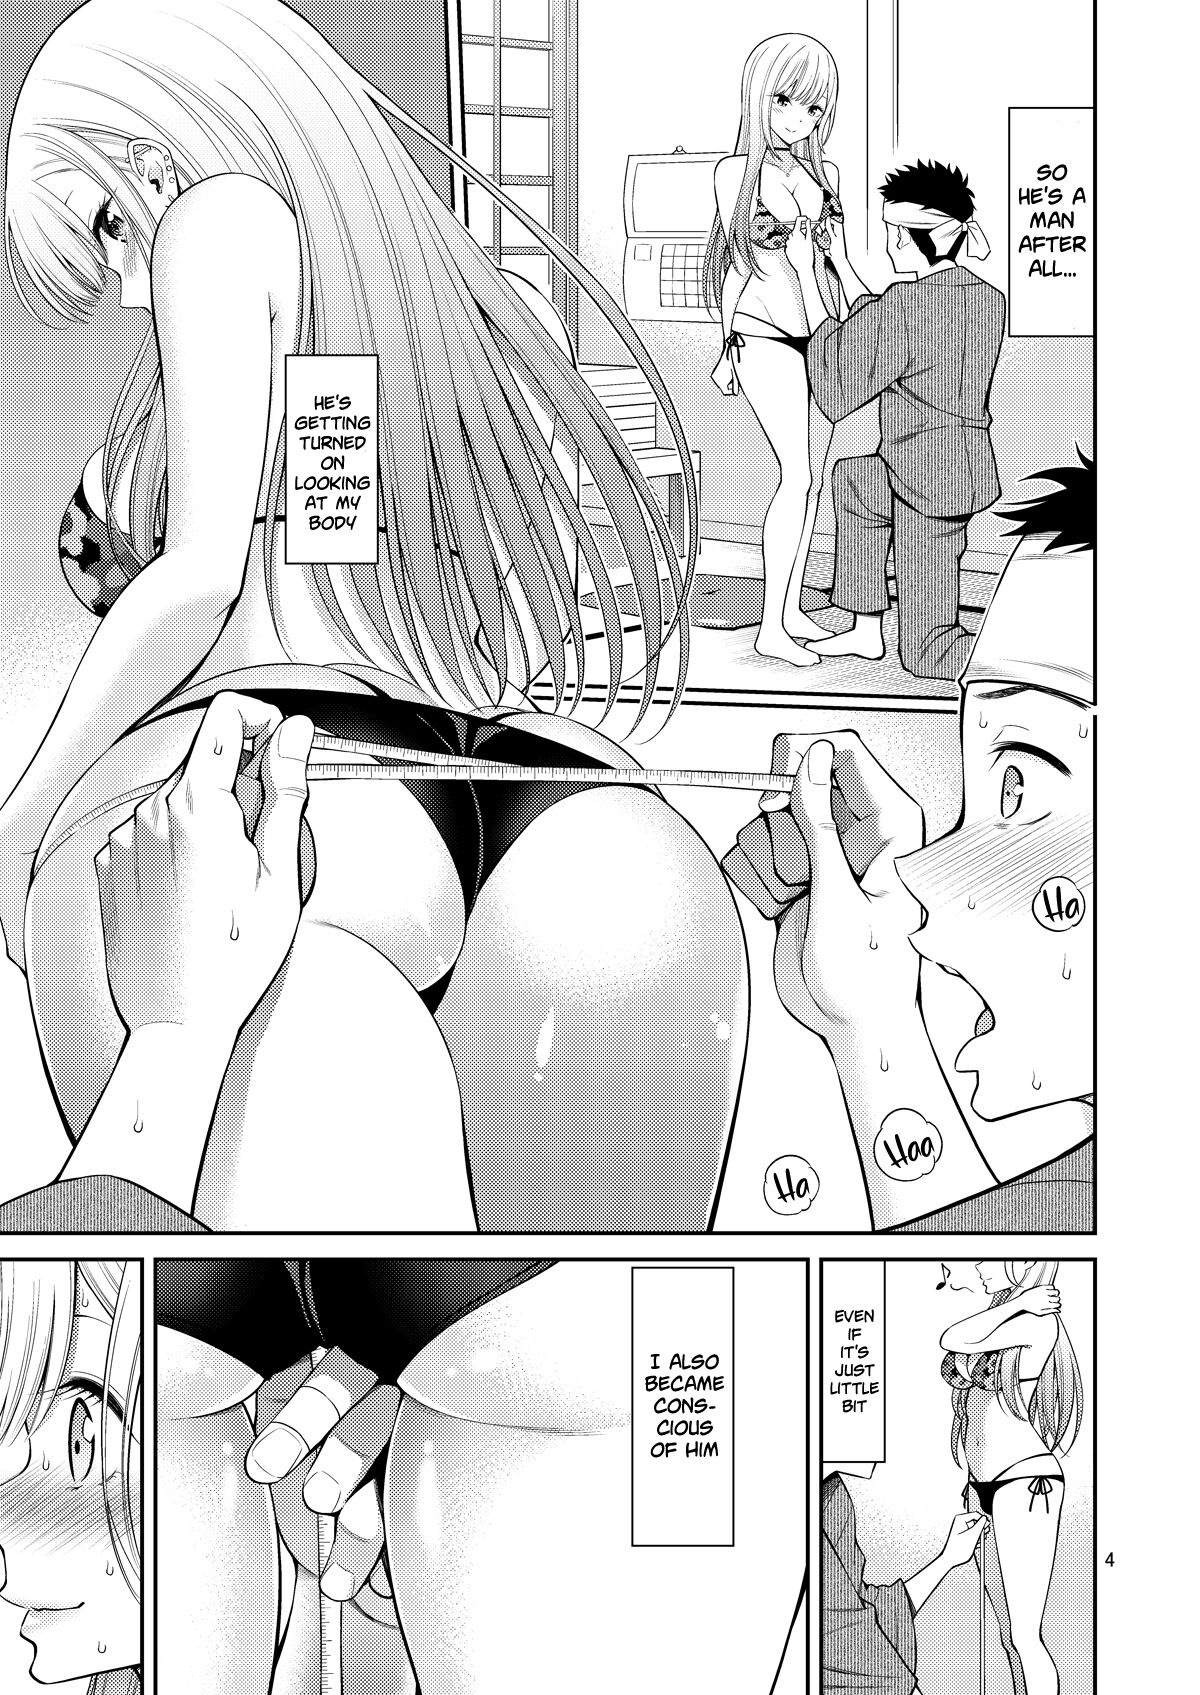 SO
HE'S A
MAN
AFTER
ALL...
HE'S
GETTING
TURNED
ON
LOOKING
AT MY
BODY
Ha
Haa
Ha
EVEN
IF
IT'S
JUST
LITTLE
BIT
I ALSO
BECAME
CONS-
CIOUS
OF HIM
4